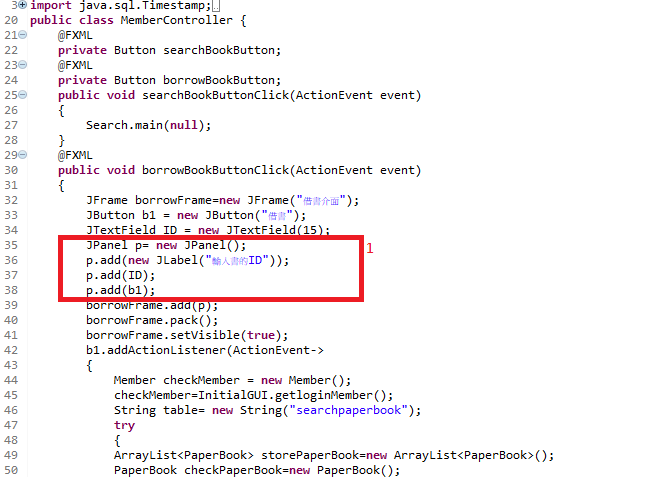 3 import java.sql.Timestamp;
20 public class MemberController {
21 @FXML
22 private Button searchBookButton;
23 @FXML
24 private Button borrowBookButton;
25 public void searchBookButtonClick(ActionEvent event)
26 {
27 Search.main(null);
28 }
29 @FXML
30 public void borrowBookButtonClick(ActionEvent event)
31 {
32 JFrame borrowFrame=new JFrame("借書介面");
33 JButton b1 = new JButton("借書");
34 JTextField ID = new JTextField(15);
35 JPanel p= new JPanel();
36 p.add(new JLabel("輸入書的ID"));
37 p.add(ID);
38 p.add(b1);
39 borrowFrame.add(p);
40 borrowFrame.pack();
41 borrowFrame.setVisible(true);
42 b1.addActionListener(ActionEvent->
43 {
44 Member checkMember = new Member();
45 checkMember=InitialGUI.getloginMember();
46 String table= new String("searchpaperbook");
47 try
48 {
49 ArrayList<PaperBook> storePaperBook=new ArrayList<PaperBook>();
50 PaperBook checkPaperBook=new PaperBook();
1